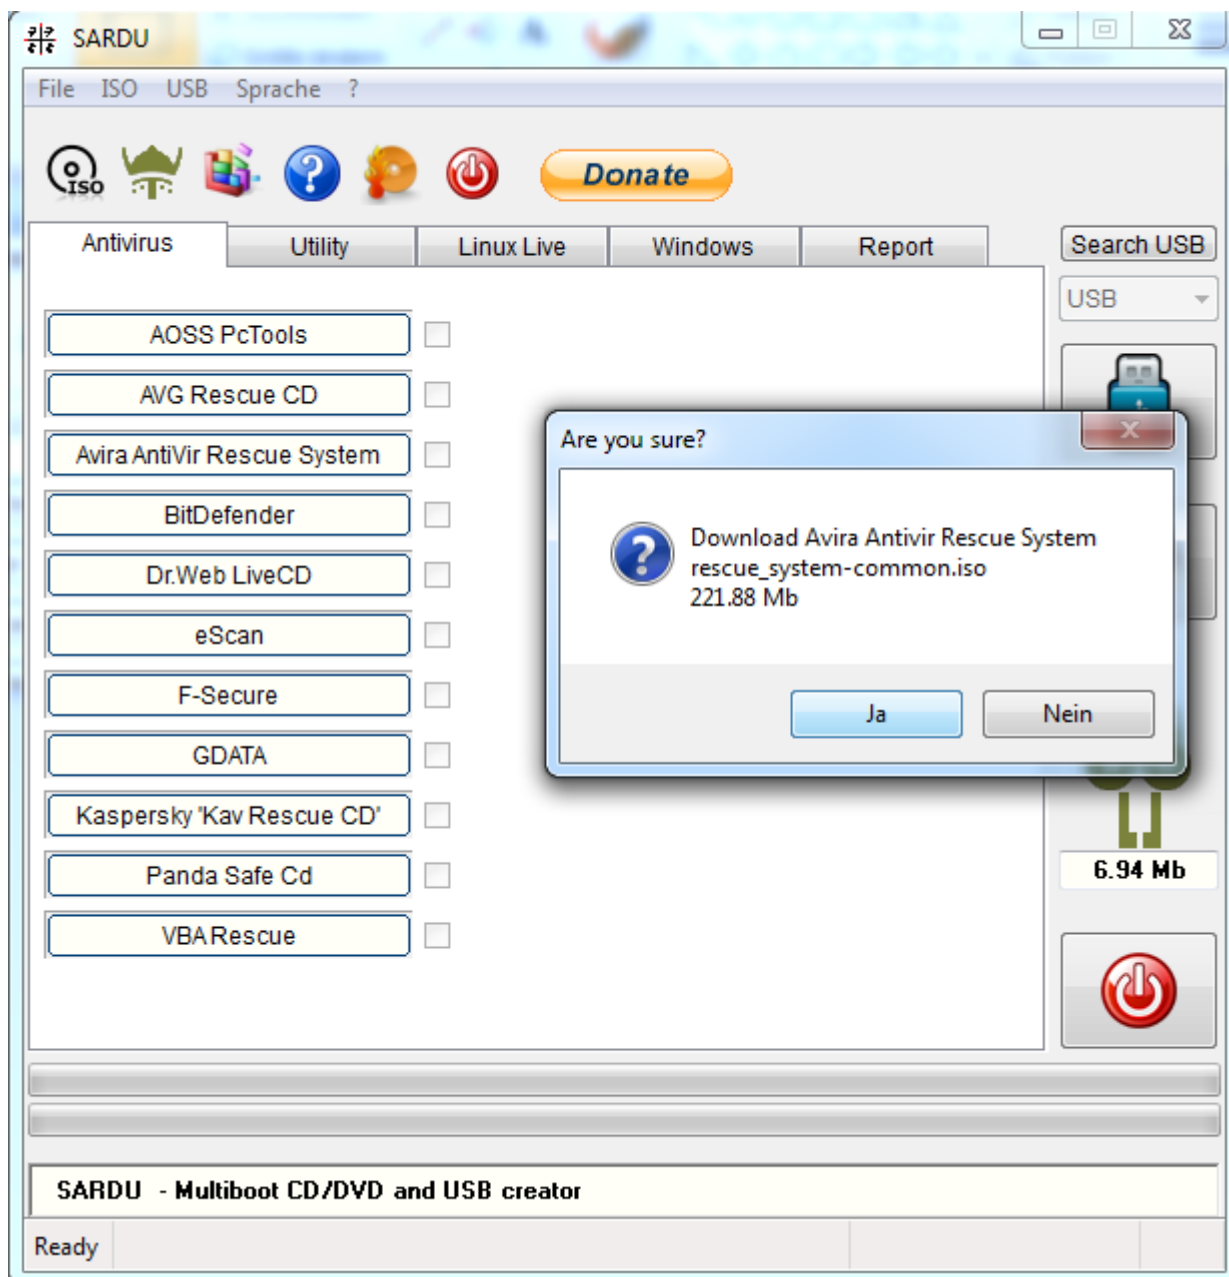 SARDU
File ISO USB Sprache ?
ISO
Donate
Antivirus Utility Linux Live Windows Report Search USB
USB
AOSS PcTools
AVG Rescue CD
Avira AntiVir Rescue System
BitDefender
Dr.Web LiveCD
eScan
F-Secure
GDATA
Kaspersky 'Kav Rescue CD'
Panda Safe Cd
VBA Rescue
Are you sure?
Download Avira Antivir Rescue System
rescue_system-common.iso
221.88 Mb
Ja Nein
6.94 Mb
SARDU - Multiboot CD/DVD and USB creator
Ready